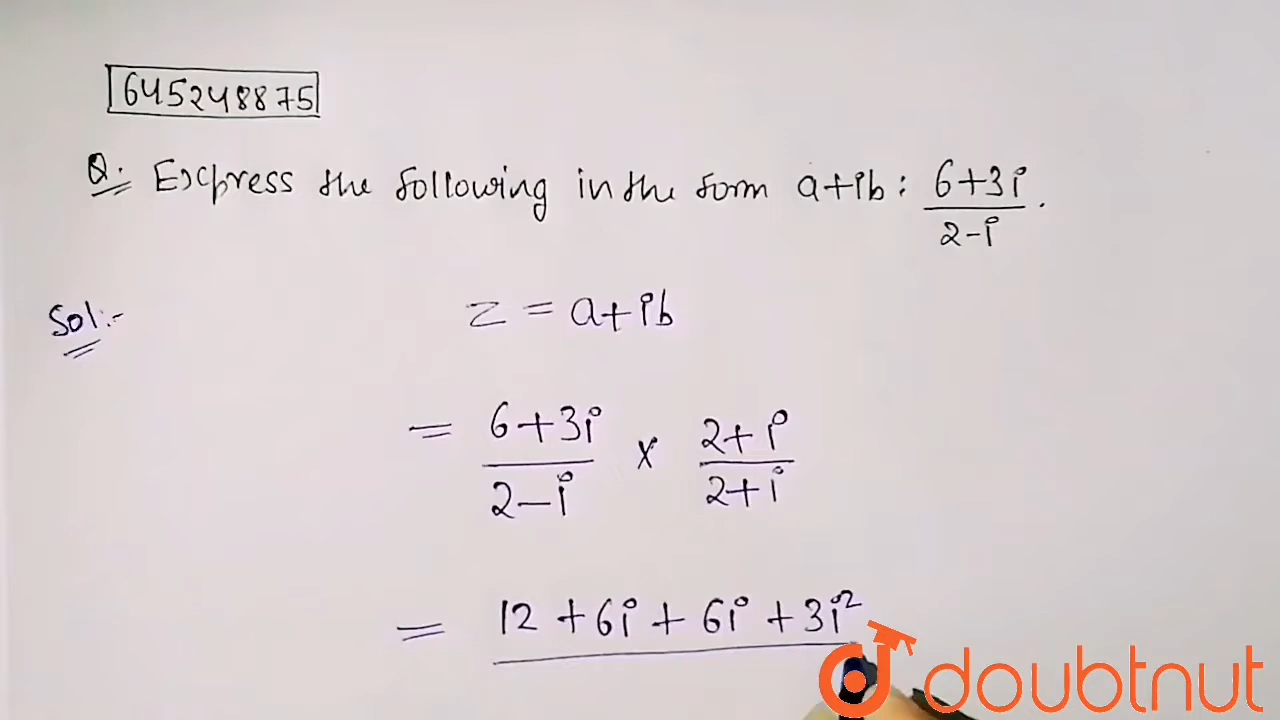 645248875
Q. Express the following in the form a+ib: 6+3i / 2-i.
Sol:-
z = a+ib
= 6+3i / 2-i × 2+i / 2+i
= 12 + 6i + 6i + 3i²
doubtnut